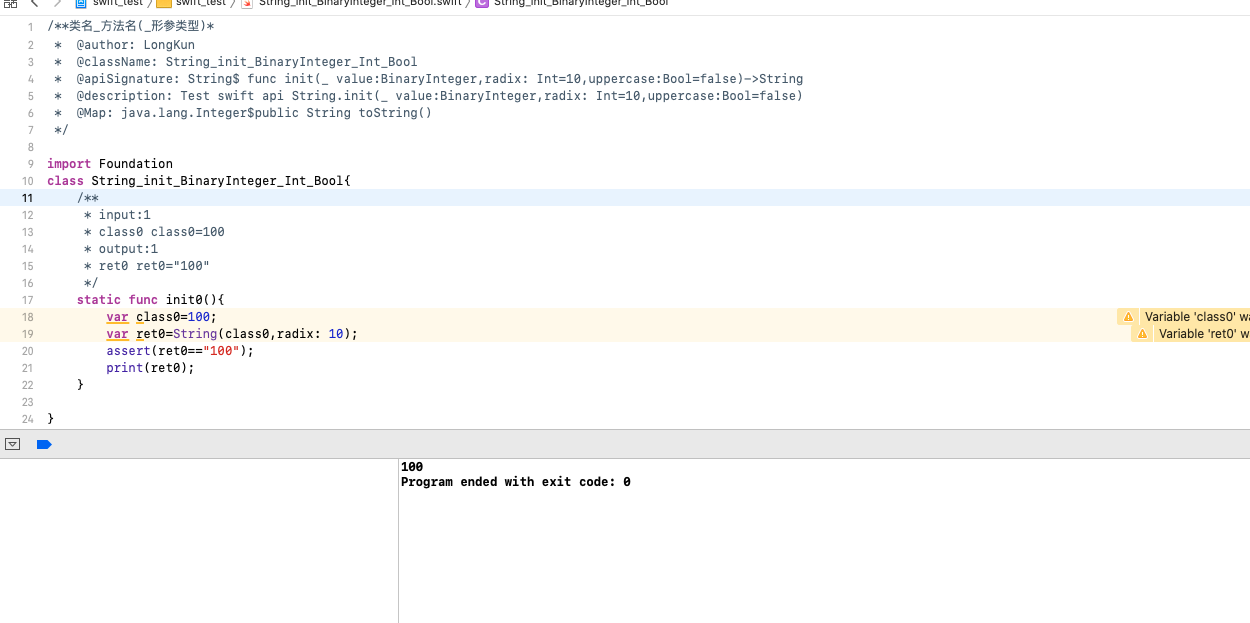 swift_test
swift_test
String_init_BinaryInteger_Int_Bool.swift
String_init_BinaryInteger_Int_Bool
1 /**类名_方法名(_形参类型)*
2 * @author: LongKun
3 * @className: String_init_BinaryInteger_Int_Bool
4 * @apiSignature: String$ func init(_ value:BinaryInteger,radix: Int=10,uppercase:Bool=false)->String
5 * @description: Test swift api String.init(_ value:BinaryInteger,radix: Int=10,uppercase:Bool=false)
6 * @Map: java.lang.Integer$public String toString()
7 */
8
9 import Foundation
10 class String_init_BinaryInteger_Int_Bool{
11 /**
12 * input:1
13 * class0 class0=100
14 * output:1
15 * ret0 ret0="100"
16 */
17 static func init0(){
18 var class0=100; Variable 'class0' wa
19 var ret0=String(class0,radix: 10); Variable 'ret0' w
20 assert(ret0=="100");
21 print(ret0);
22 }
23
24 }
100
Program ended with exit code: 0